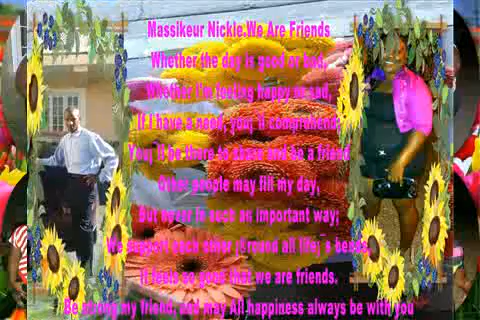 Massikeur Nickle.We Are Friends
Whether the day is good or bad,
Whether i'm feeling happy or sad,
If I have a need, you¡ ll comprehend;
You¡ ll be there to share and be a friend
Other people may fill my day,
But never in such an important way;
We support each other around all life¡ s bends
It feels so good that we are friends.
Be strong my friend, and may All happiness always be with you